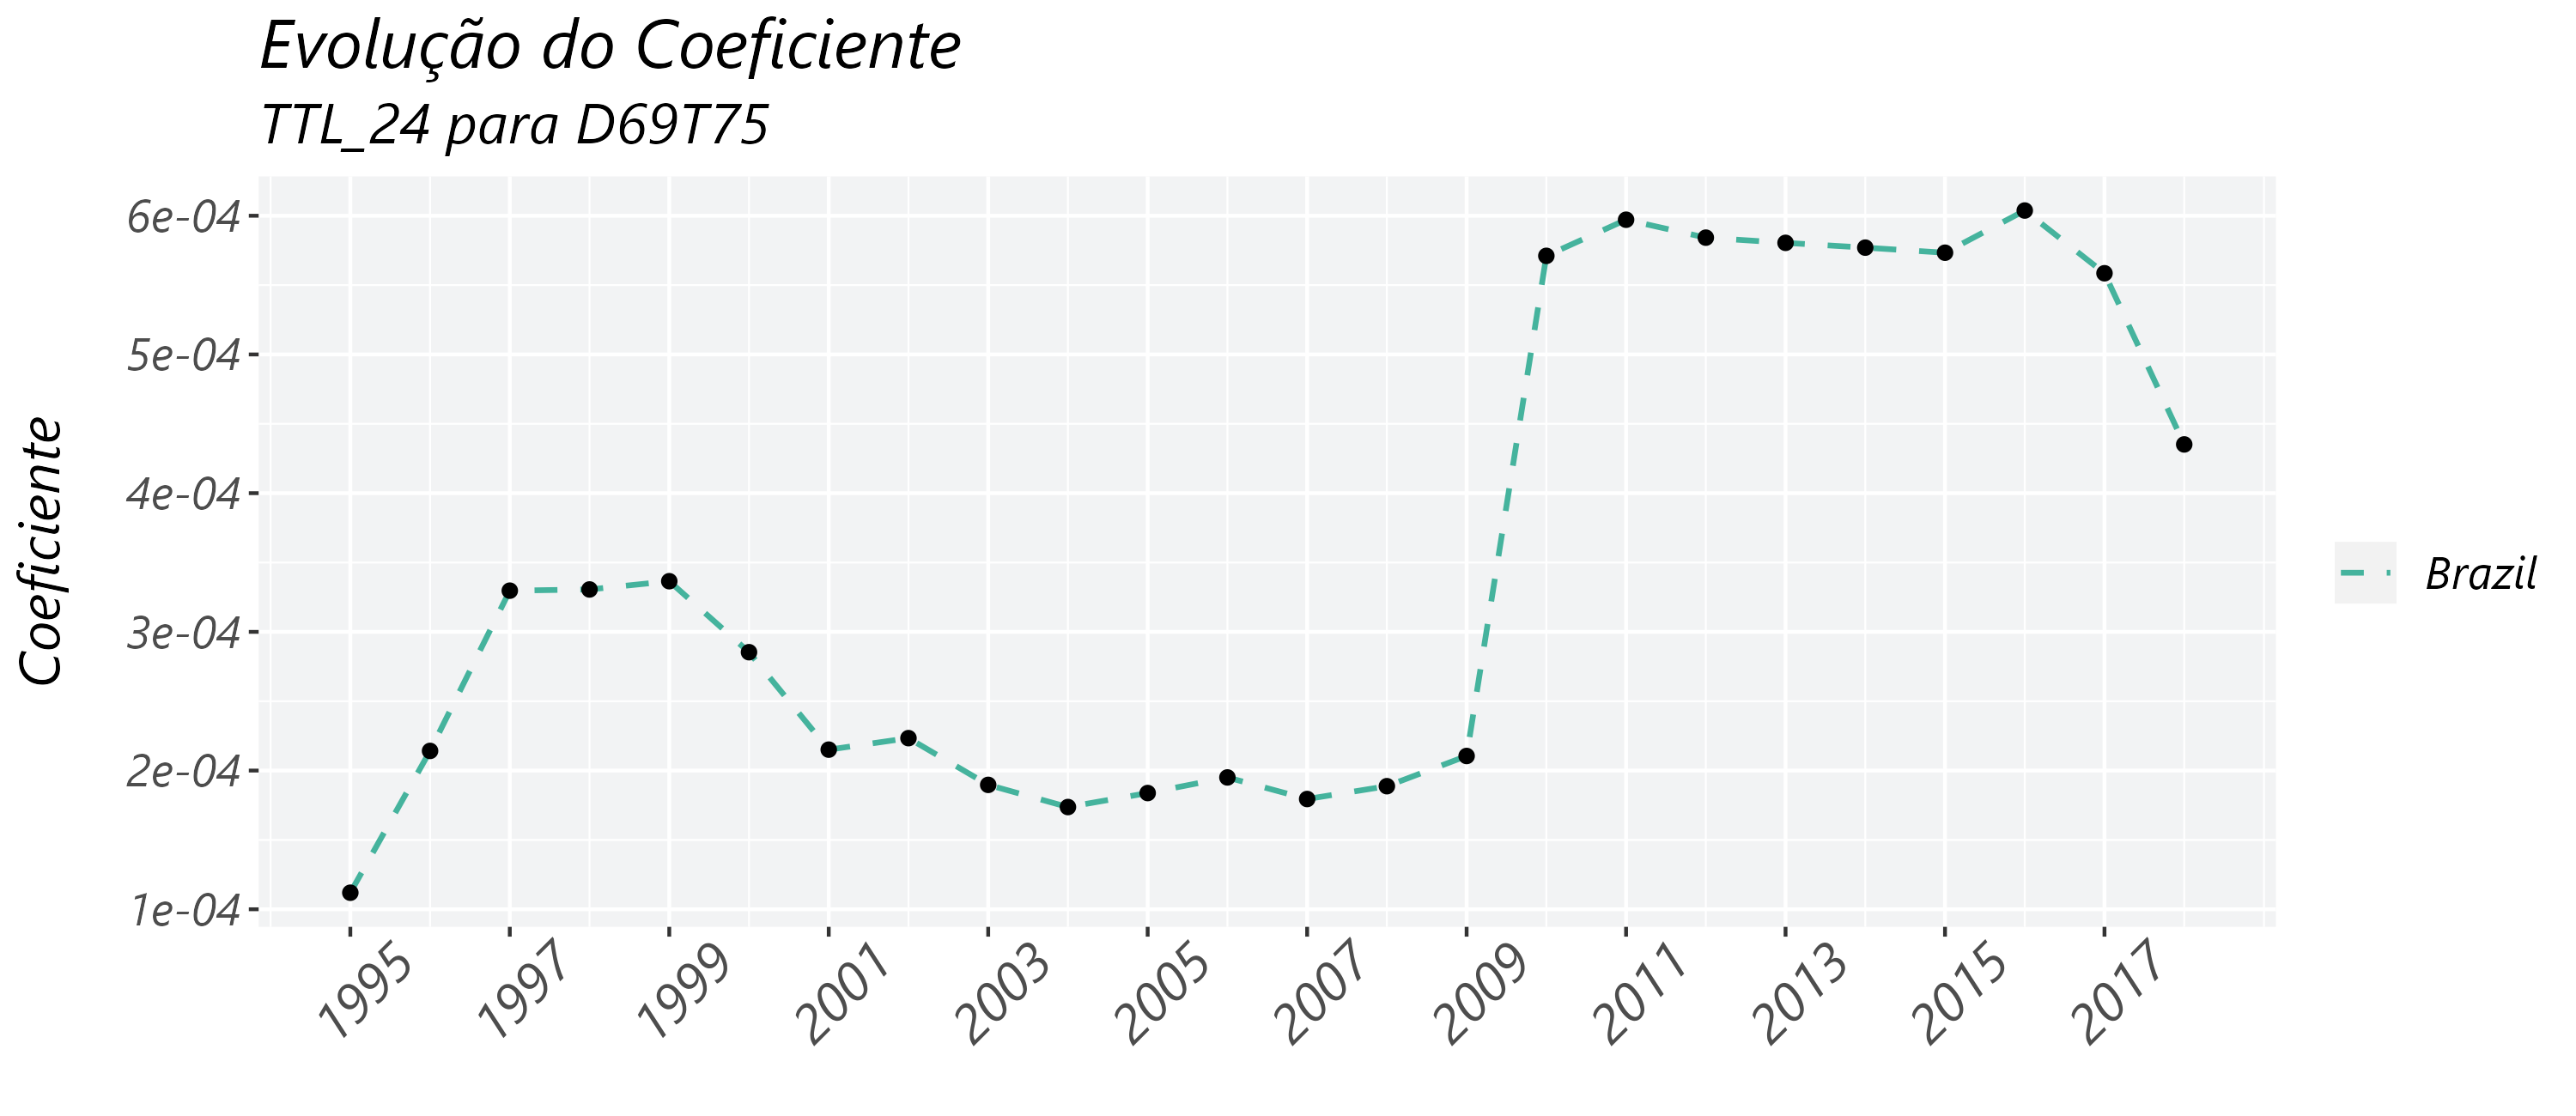 Evolução do Coeficiente
TTL_24 para D69T75
Coeficiente
6e-04
5e-04
4e-04
3e-04
2e-04
1e-04
1995
1997
1999
2001
2003
2005
2007
2009
2011
2013
2015
2017
Brazil